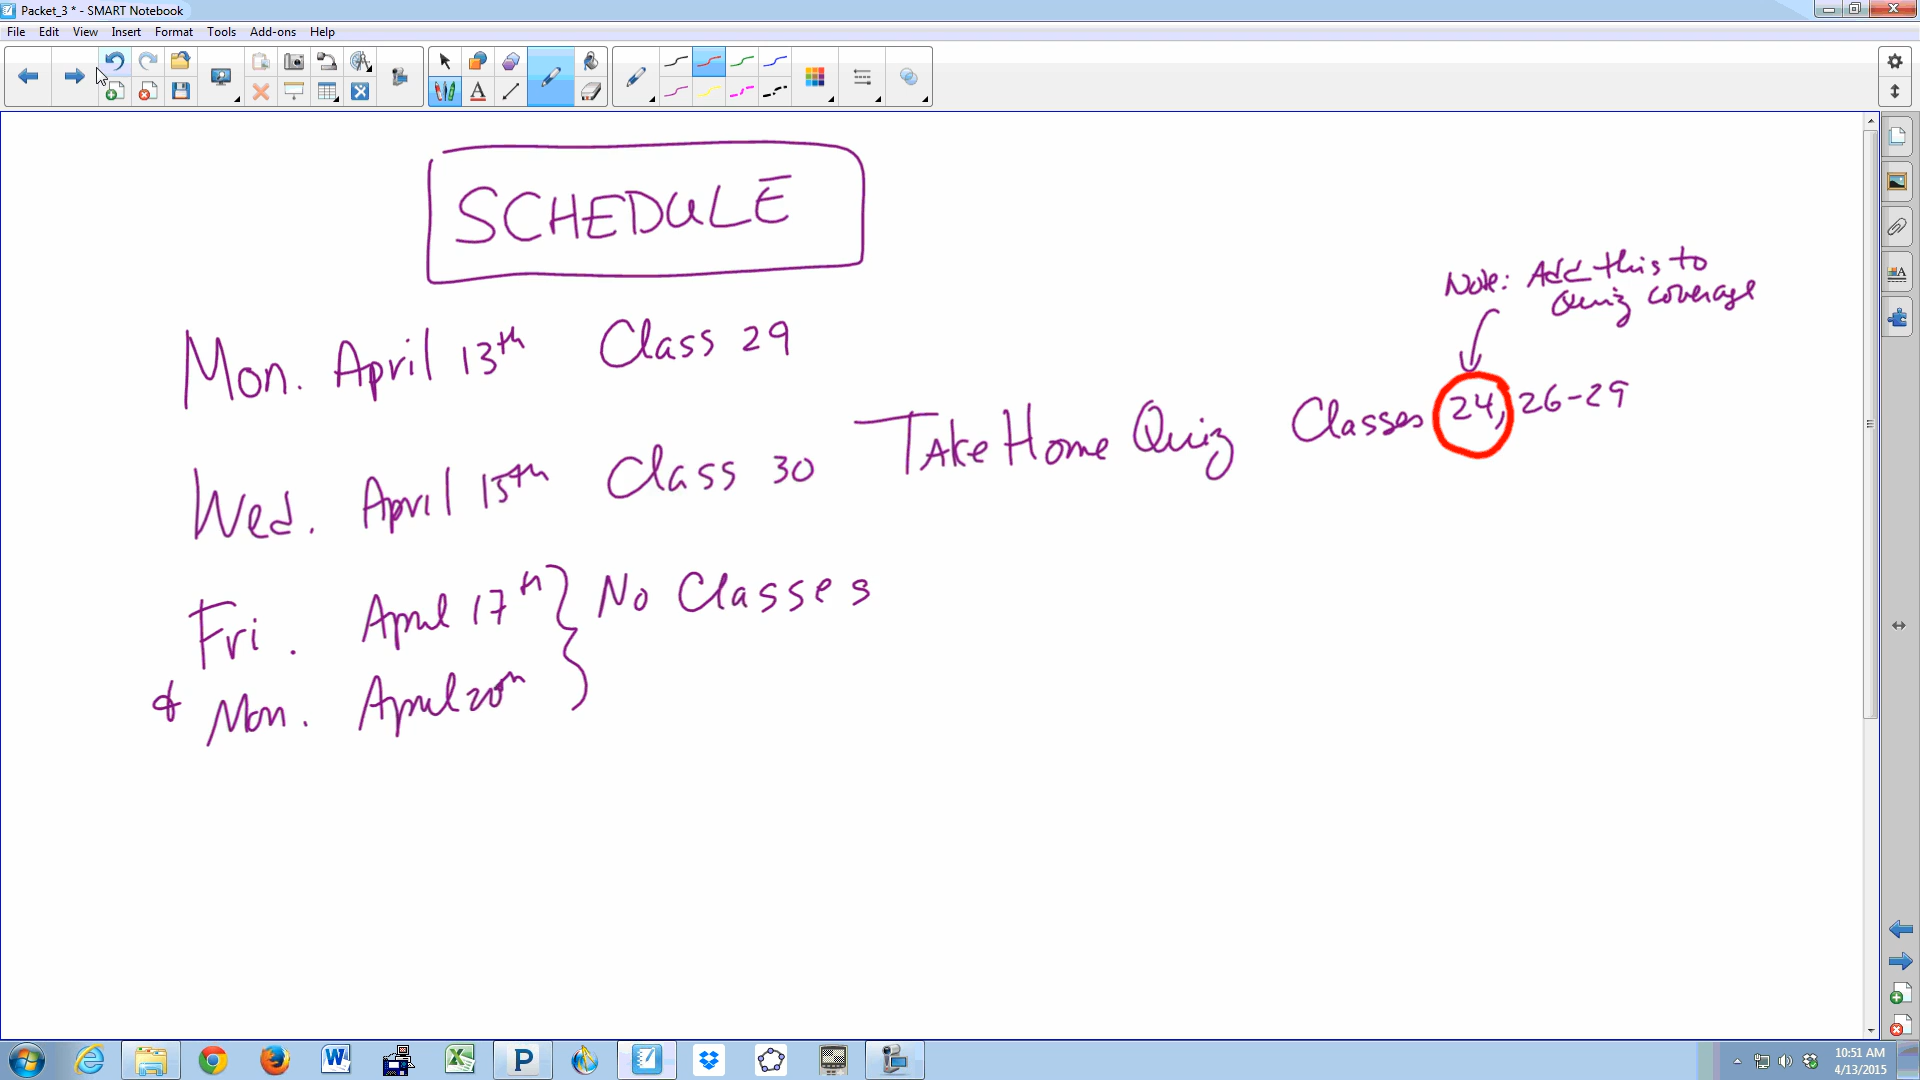 Packet_3 * - SMART Notebook
File Edit View Insert Format Tools Add-ons Help
SCHEDULE
Note: Add this to
Quiz coverage
Mon. April 13th Class 29
Wed. April 15th Class 30 Take Home Quiz Classes 24, 26-29
Fri. April 17th } No Classes
& Mon. April 20th
10:51 AM
4/13/2015